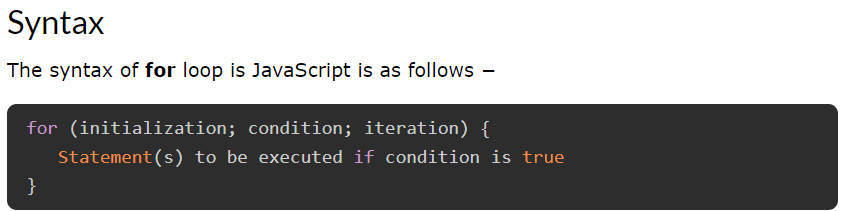 Syntax
The syntax of for loop is JavaScript is as follows −
for (initialization; condition; iteration) {
   Statement(s) to be executed if condition is true
}